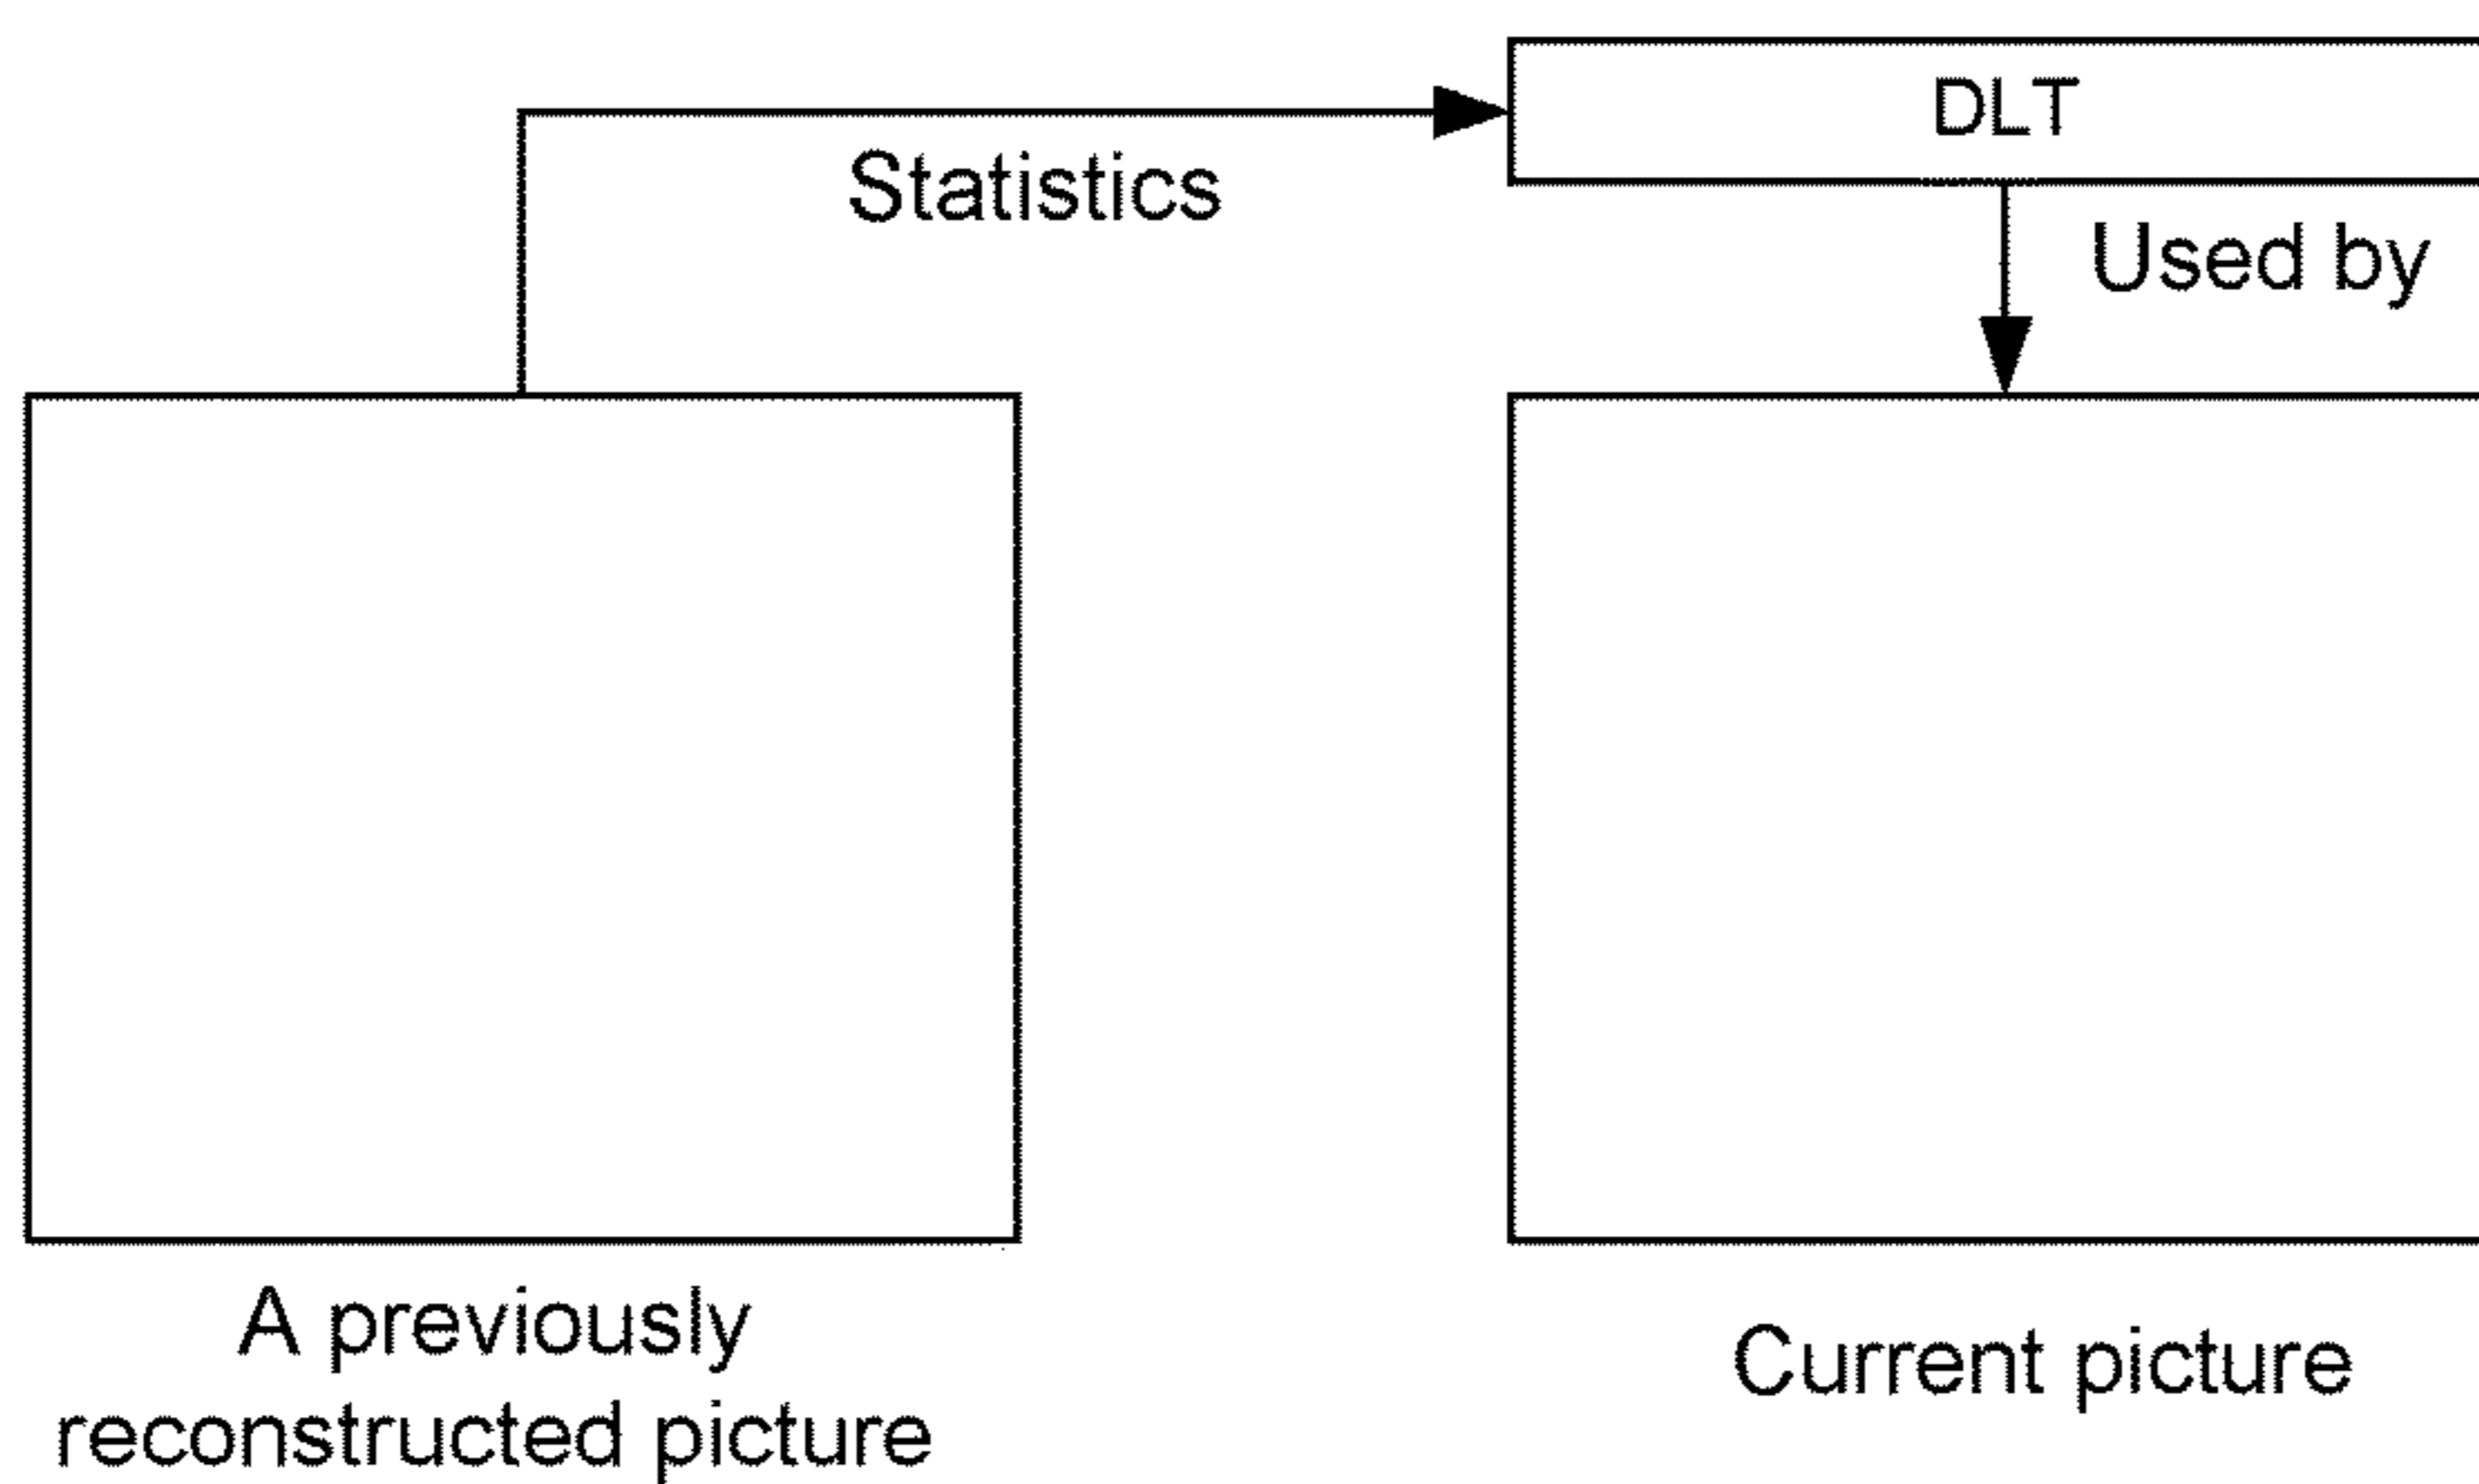 DLT
Statistics
Used by
A previously
reconstructed picture
Current picture